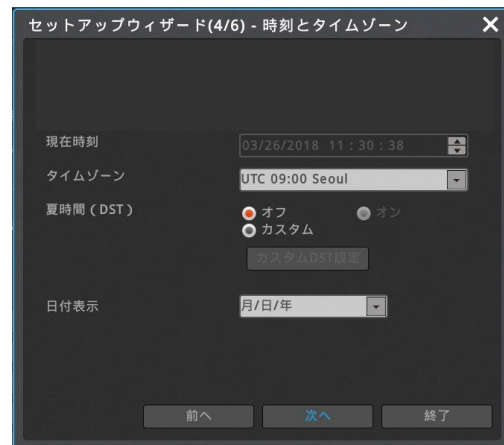 セットアップウィザード(4/6) - 時刻とタイムゾーン
現在時刻 03/26/2018 11 : 30 : 38
タイムゾーン UTC 09:00 Seoul
夏時間 ( DST ) オフ オン
カスタム
カスタムDST設定
日付表示 月/日/年
前へ 次へ 終了